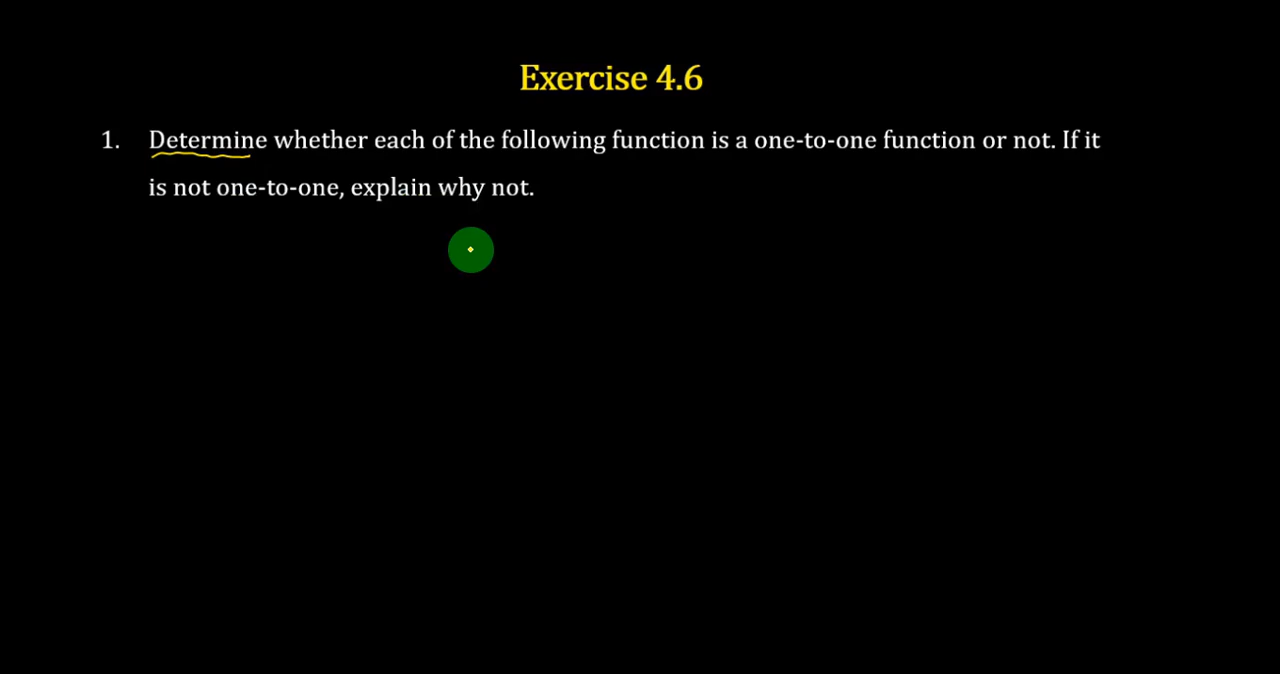 Exercise 4.6
1. Determine whether each of the following function is a one-to-one function or not. If it
is not one-to-one, explain why not.